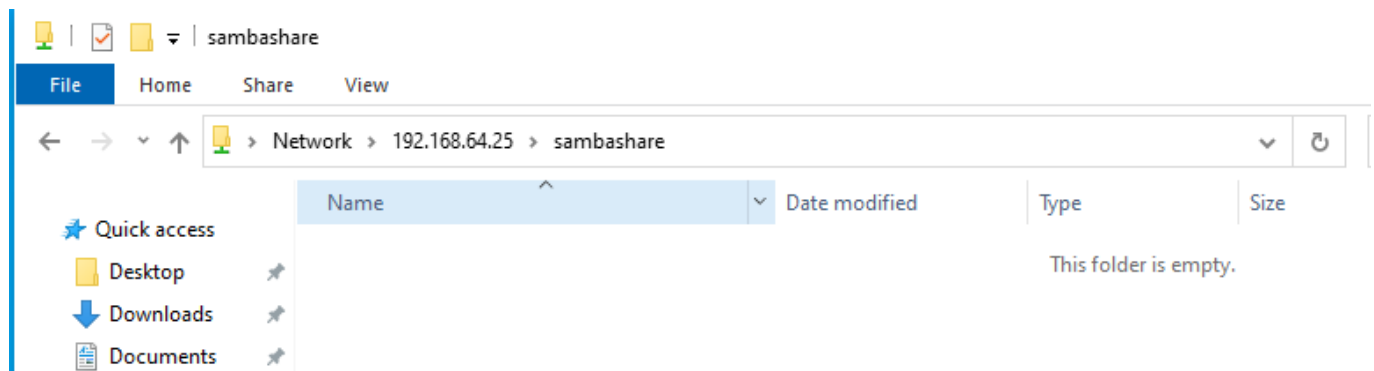 sambashare
File Home Share View
Network 192.168.64.25 sambashare
Name Date modified Type Size
Quick access
This folder is empty.
Desktop
Downloads
Documents